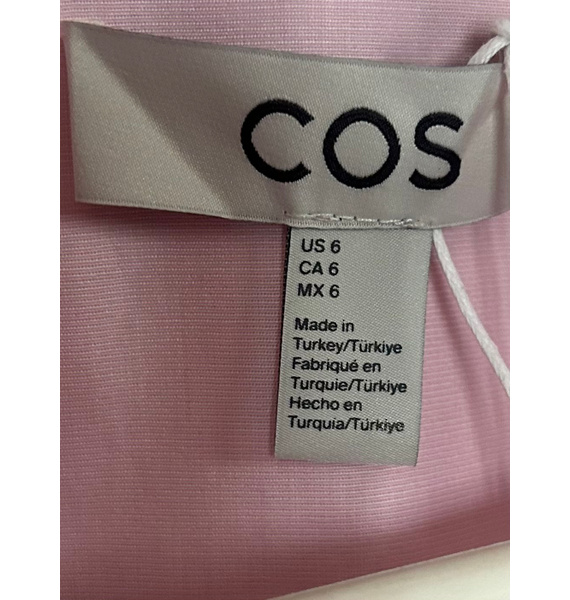 COS
US 6
CA 6
MX 6
Made in
Turkey/Türkiye
Fabriqué en
Turquie/Türkiye
Hecho en
Turquia/Türkiye